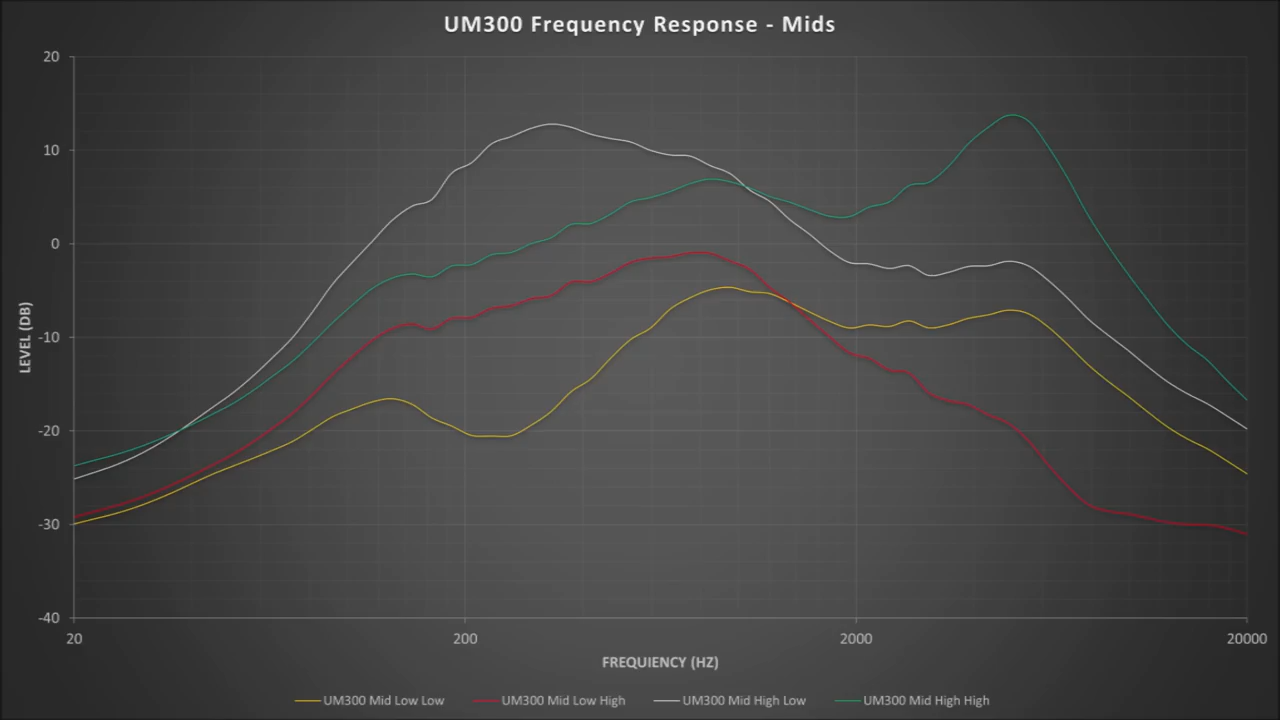 UM300 Frequency Response - Mids
20
10
0
-10
-20
-30
-40
LEVEL (DB)
20 200 2000 20000
FREQUIENCY (HZ)
UM300 Mid Low Low UM300 Mid Low High UM300 Mid High Low UM300 Mid High High